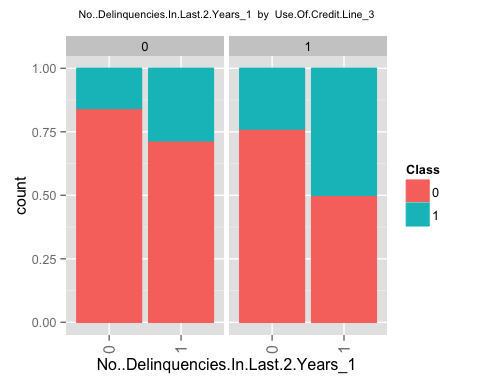 No..Delinquencies.In.Last.2.Years_1 by Use.Of.Credit.Line_3
0 1
1.00
0.75
0.50
0.25
0.00
count
0 1 0 1
No..Delinquencies.In.Last.2.Years_1
Class
0
1